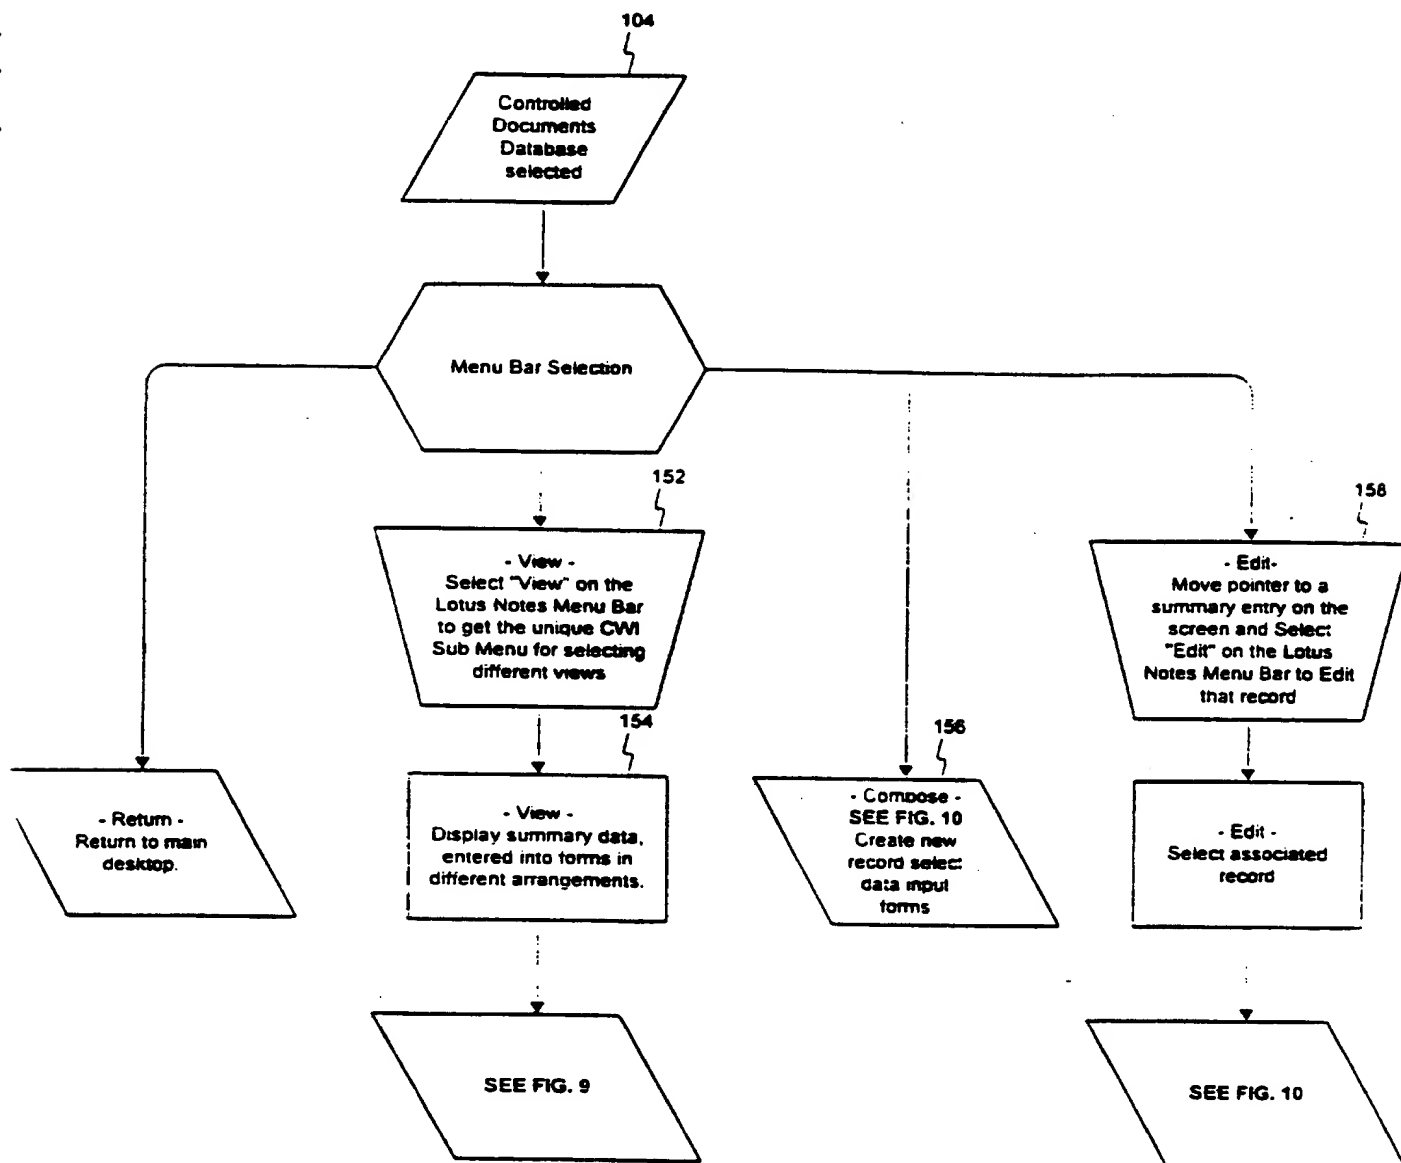 104
Controlled
Documents
Database
selected
Menu Bar Selection
152
- View -
Select "View" on the
Lotus Notes Menu Bar
to get the unique CWI
Sub Menu for selecting
different views
158
- Edit-
Move pointer to a
summary entry on the
screen and Select
"Edit" on the Lotus
Notes Menu Bar to Edit
that record
- Return -
Return to main
desktop.
154
- View -
Display summary data,
entered into forms in
different arrangements.
156
- Compose -
SEE FIG. 10
Create new
record select
data input
forms
- Edit -
Select associated
record
SEE FIG. 9
SEE FIG. 10